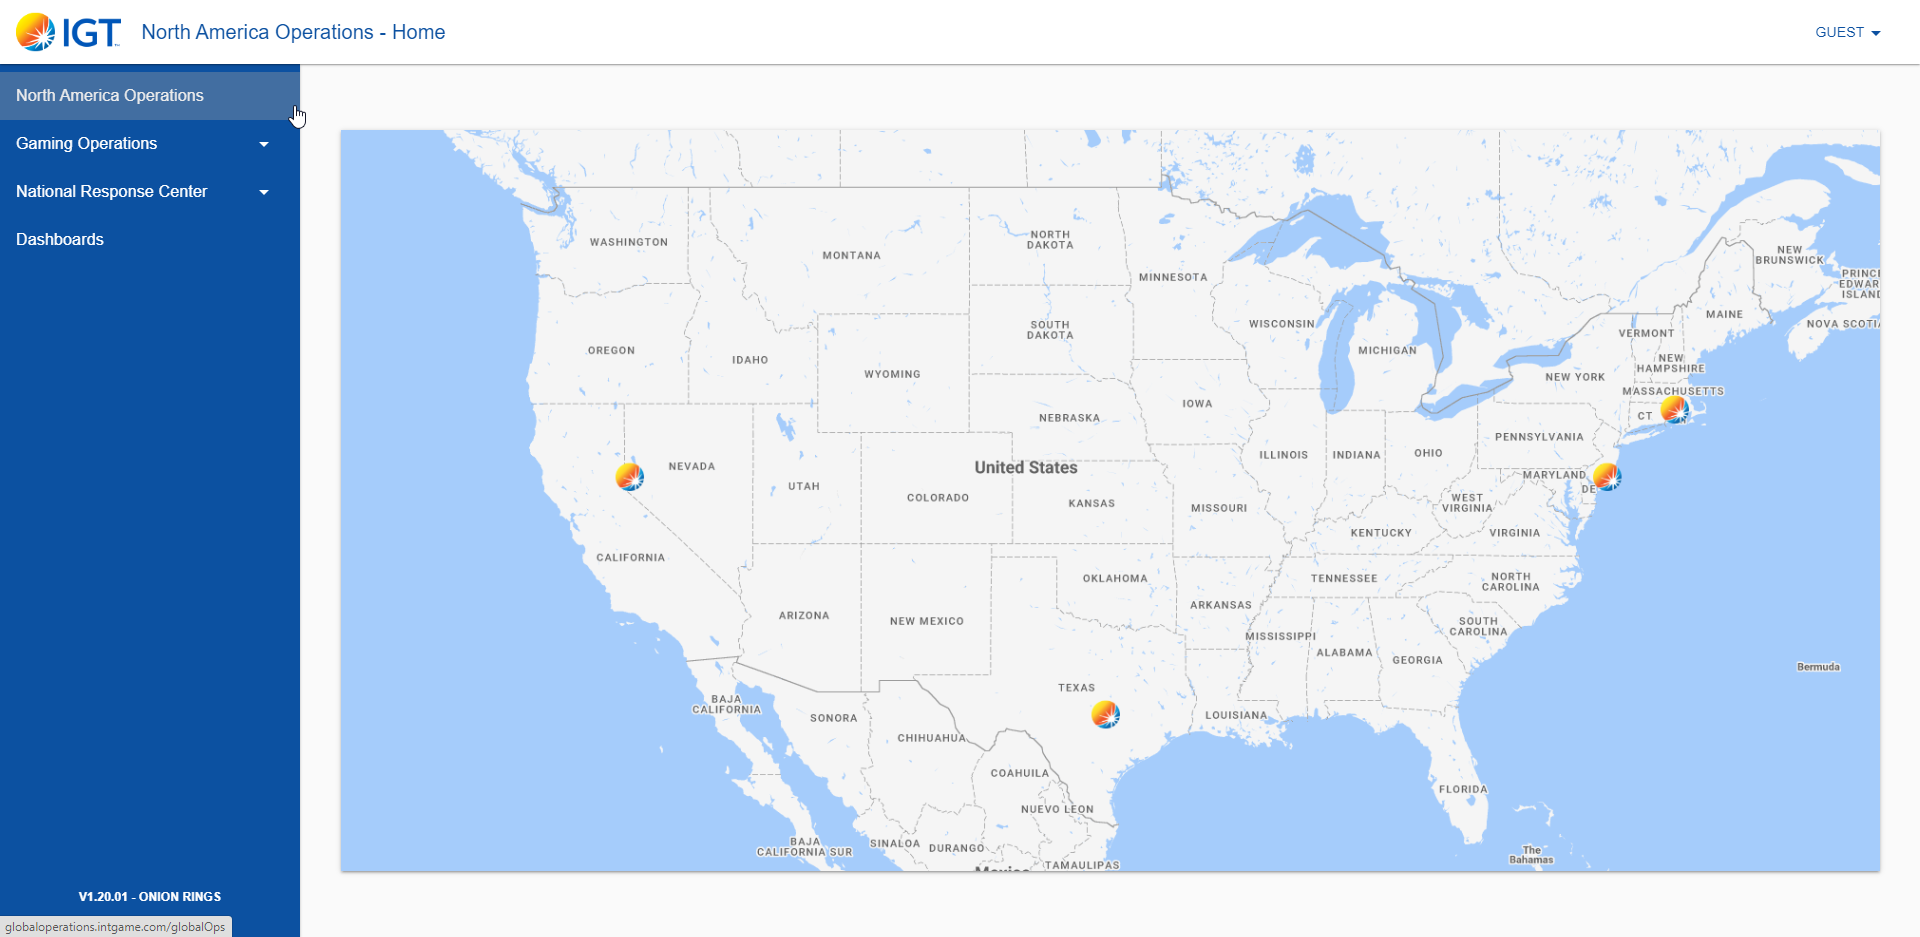 IGT
North America Operations - Home
GUEST
North America Operations
Gaming Operations
National Response Center
Dashboards
WASHINGTON
MONTANA
NORTH
DAKOTA
MINNESOTA
NEW
BRUNSWICK
PRINCE
EDWAR
ISLAND
NOVA SCOTIA
MAINE
VERMONT
NEW
HAMPSHIRE
MASSACHUSETTS
CT
NEW YORK
MICHIGAN
WISCONSIN
SOUTH
DAKOTA
OREGON
IDAHO
WYOMING
IOWA
NEBRASKA
PENNSYLVANIA
ILLINOIS
INDIANA
OHIO
MARYLAND
DE
NEVADA
UTAH
United States
COLORADO
KANSAS
MISSOURI
WEST
VIRGINIA
KENTUCKY
VIRGINIA
CALIFORNIA
OKLAHOMA
TENNESSEE
NORTH
CAROLINA
ARIZONA
NEW MEXICO
ARKANSAS
SOUTH
CAROLINA
MISSISSIPPI
ALABAMA
GEORGIA
Bermuda
TEXAS
LOUISIANA
BAJA
CALIFORNIA
SONORA
CHIHUAHUA
COAHUILA
NUEVO LEON
FLORIDA
BAJA
CALIFORNIA SUR
SINALOA
DURANGO
Mexico
TAMAULIPAS
The
Bahamas
V1.20.01 - ONION RINGS
globaloperations.intgame.com/globalOps